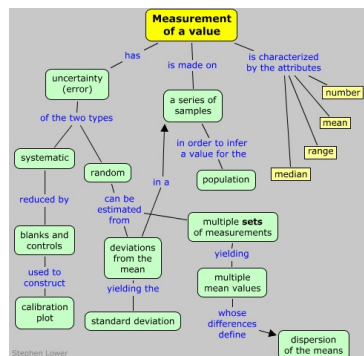 Measurement
of a value
has
is made on
is characterized
by the attributes
uncertainty
(error)
a series of
samples
number
mean
range
median
of the two types
in order to infer
a value for the
systematic
random
in a
population
reduced by
can be
estimated
from
blanks and
controls
deviations
from the
mean
multiple sets
of measurements
used to
construct
yielding
yielding the
multiple
mean values
calibration
plot
standard deviation
whose
differences
define
dispersion
of the means
Stephen Lower